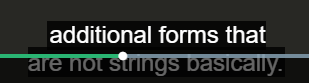 additional forms that
are not strings basically.